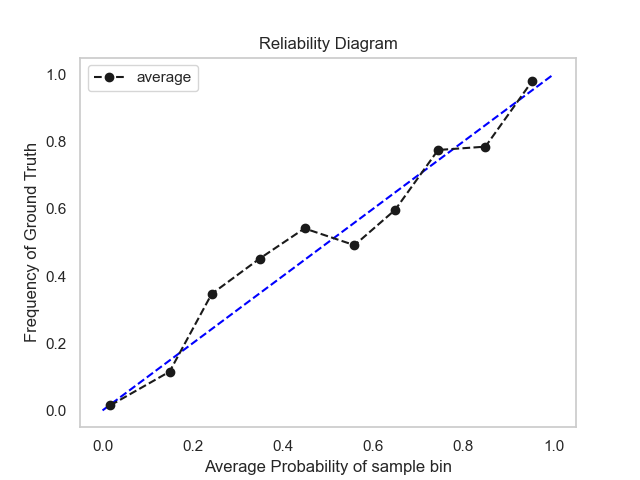 Reliability Diagram
average
Frequency of Ground Truth
1.0
0.8
0.6
0.4
0.2
0.0
0.0 0.2 0.4 0.6 0.8 1.0
Average Probability of sample bin